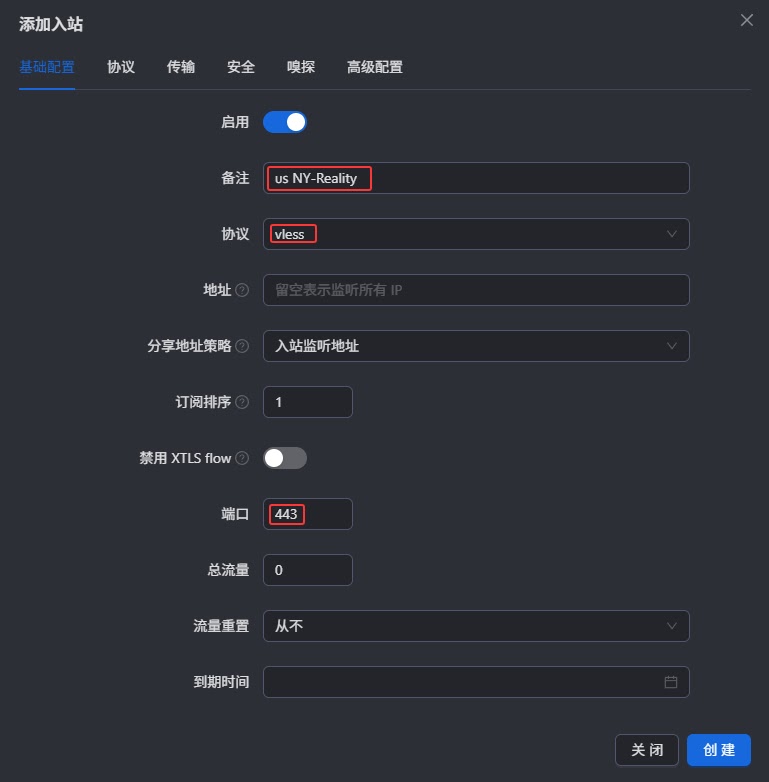 添加入站
基础配置 协议 传输 安全 嗅探 高级配置
启用
备注 us NY-Reality
协议 vless
地址 留空表示监听所有 IP
分享地址策略 入站监听地址
订阅排序 1
禁用 XTLS flow
端口 443
总流量 0
流量重置 从不
到期时间
关 闭 创 建